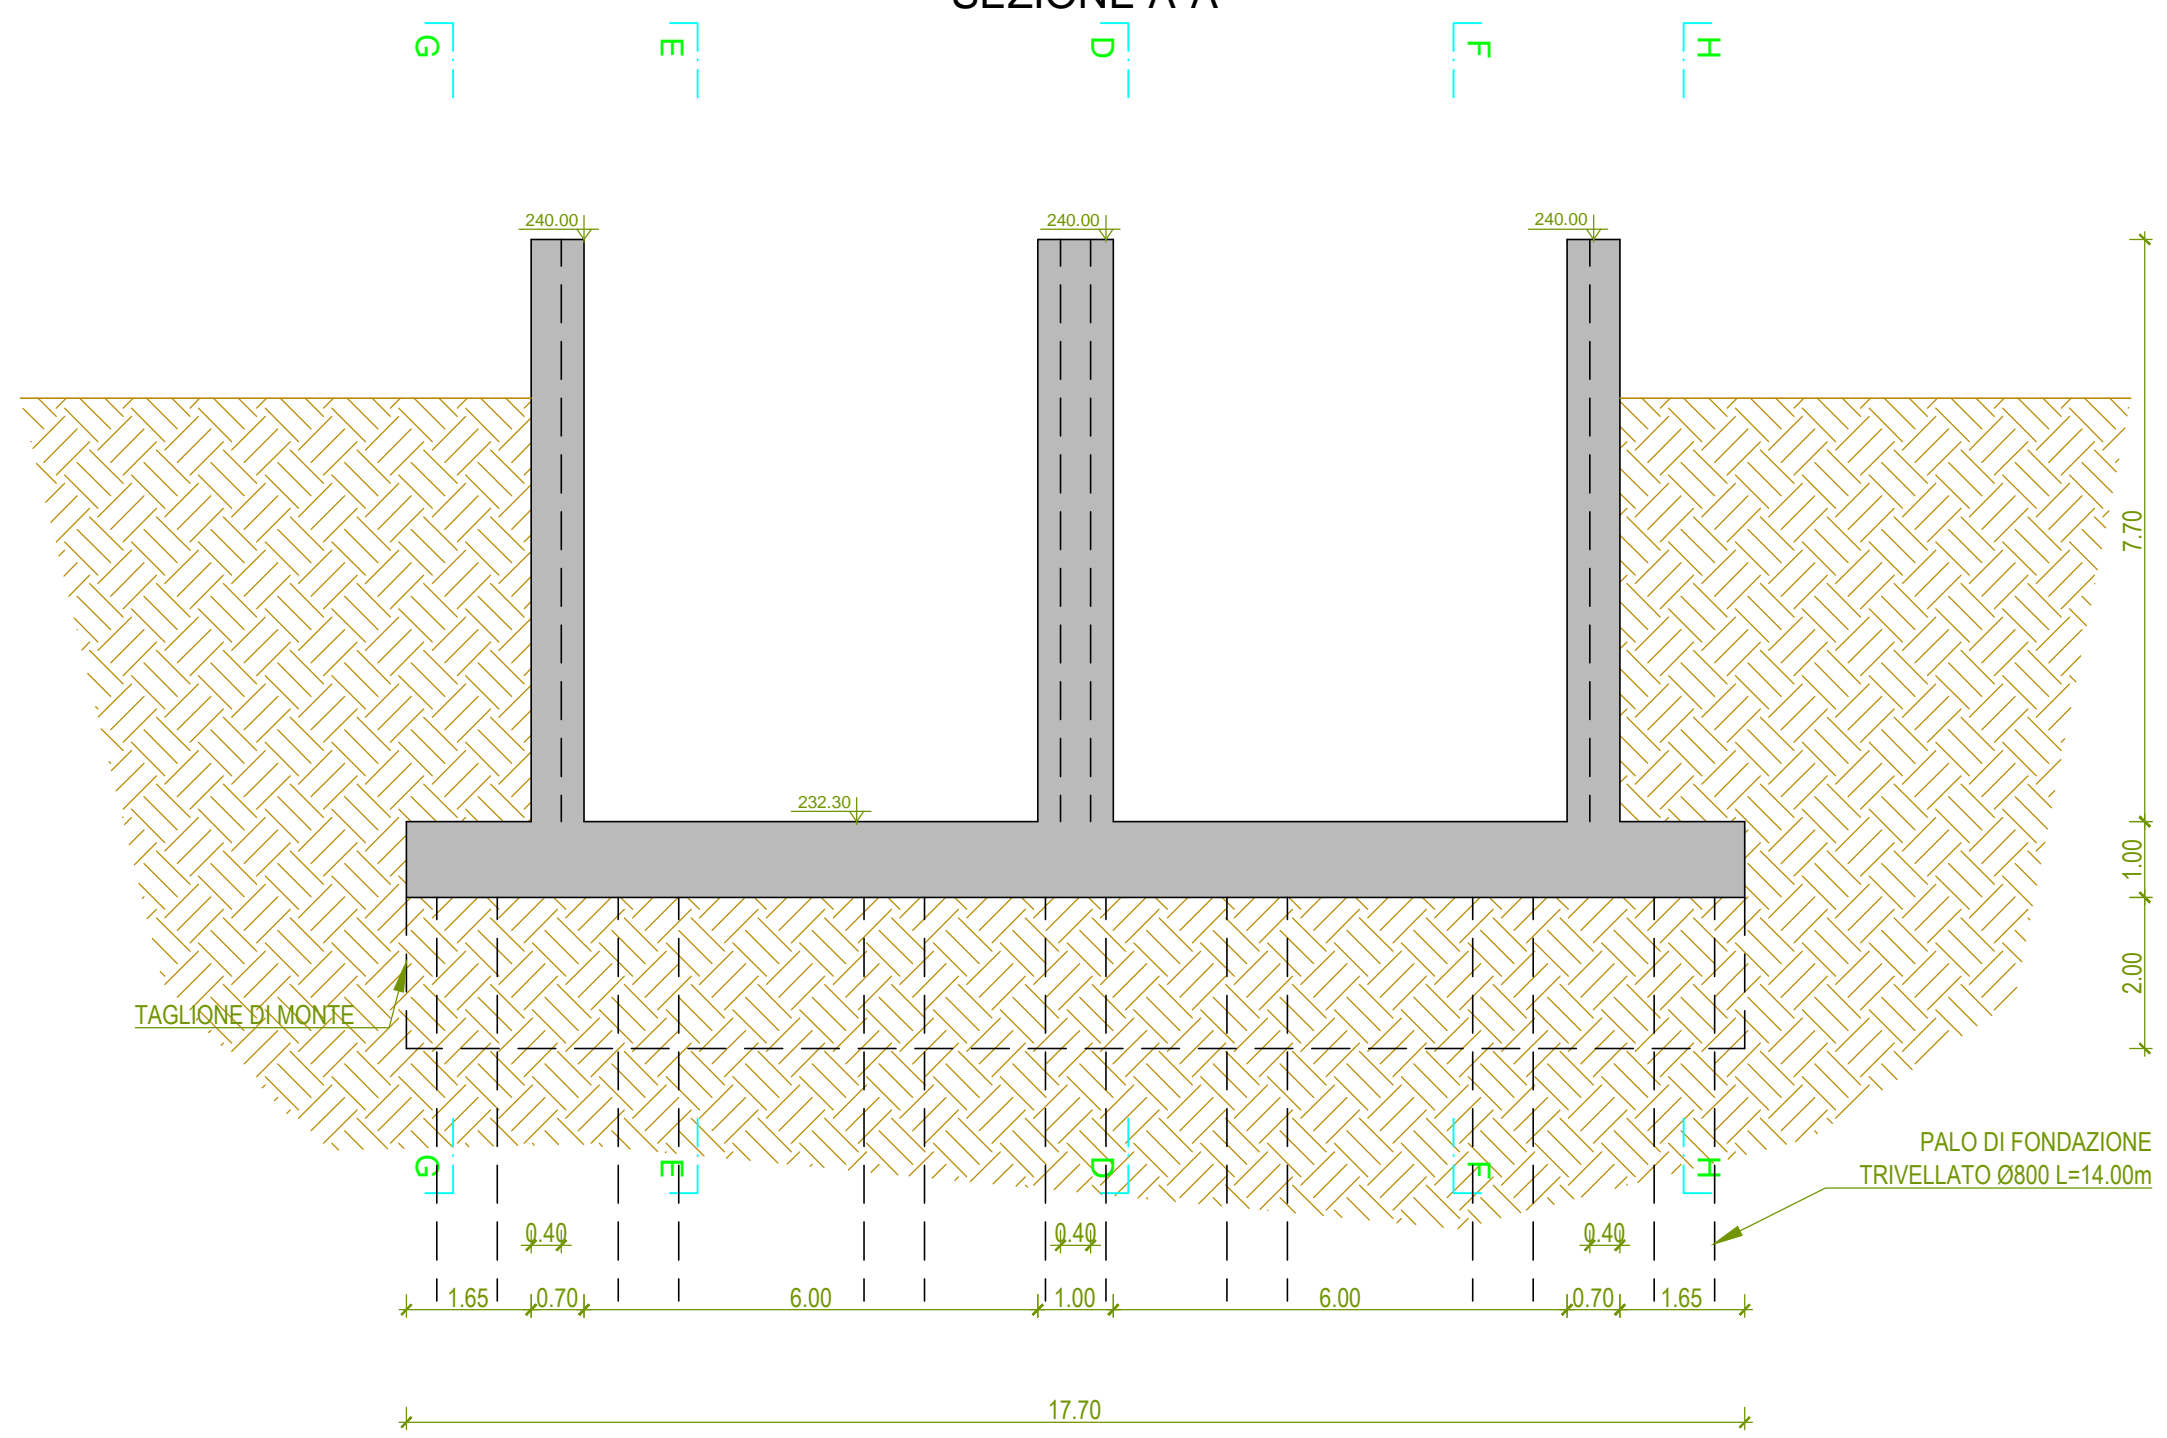 SEZIONE A-A
G E D F H
240.00 240.00 240.00
7.70
232.30
1.00
2.00
TAGLIONE DI MONTE
PALO DI FONDAZIONE
TRIVELLATO Ø800 L=14.00m
G E D F H
0.40 0.40 0.40
1.65 0.70 6.00 1.00 6.00 0.70 1.65
17.70